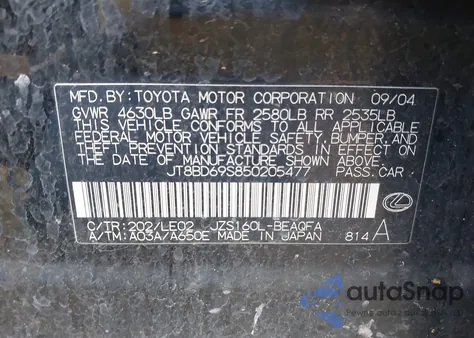 MFD.BY:TOYOTA MOTOR CORPORATION 09/04
GVWR 4630LB GAWR FR 2580LB RR 2535LB
THIS VEHICLE CONFORMS TO ALL APPLICABLE
FEDERAL MOTOR VEHICLE SAFETY,BUMPER,AND
THEFT PREVENTION STANDARDS IN EFFECT ON
THE DATE OF MANUFACTURE SHOWN ABOVE.
JT8BD69S850205477 PASS.CAR
C/TR:202/LE02 JZS160L-BEAQFA
A/TM:A03A/A650E MADE IN JAPAN 814A
autoSnap